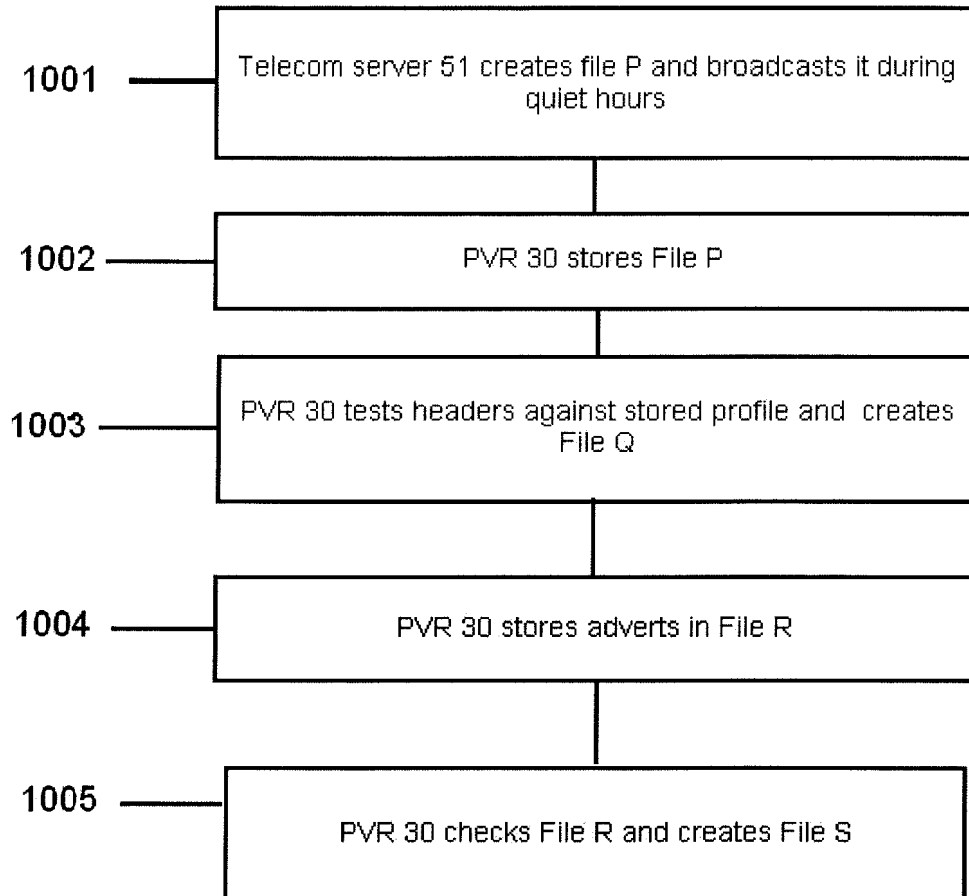 1001
Telecom server 51 creates file P and broadcasts it during
quiet hours
1002
PVR 30 stores File P
1003
PVR 30 tests headers against stored profile and creates
File Q
1004
PVR 30 stores adverts in File R
1005
PVR 30 checks File R and creates File S